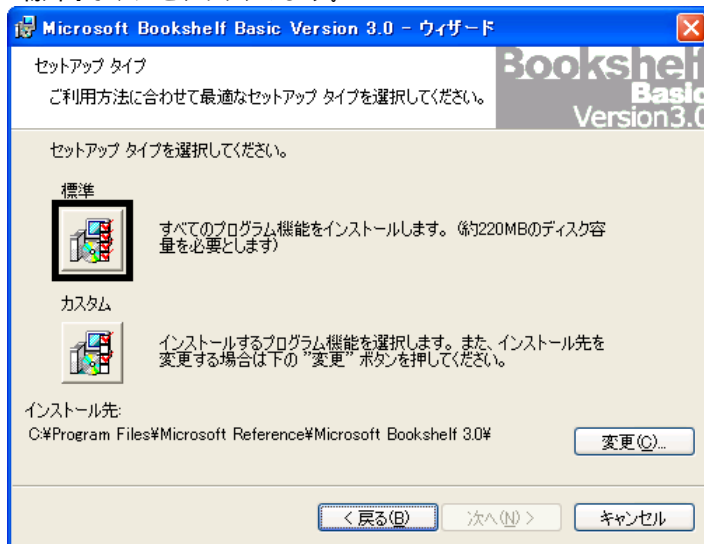 Microsoft Bookshelf Basic Version 3.0 - ウィザード
セットアップ タイプ
ご利用方法に合わせて最適なセットアップ タイプを選択してください。
Bookshelf
Basic
Version3.0
セットアップ タイプを選択してください。
標準
すべてのプログラム機能をインストールします。（約220MBのディスク容
量を必要とします）
カスタム
インストールするプログラム機能を選択します。また、インストール先を
変更する場合は下の "変更" ボタンを押してください。
インストール先:
C:¥Program Files¥Microsoft Reference¥Microsoft Bookshelf 3.0¥
変更(C)...
< 戻る(B)
次へ(N) >
キャンセル